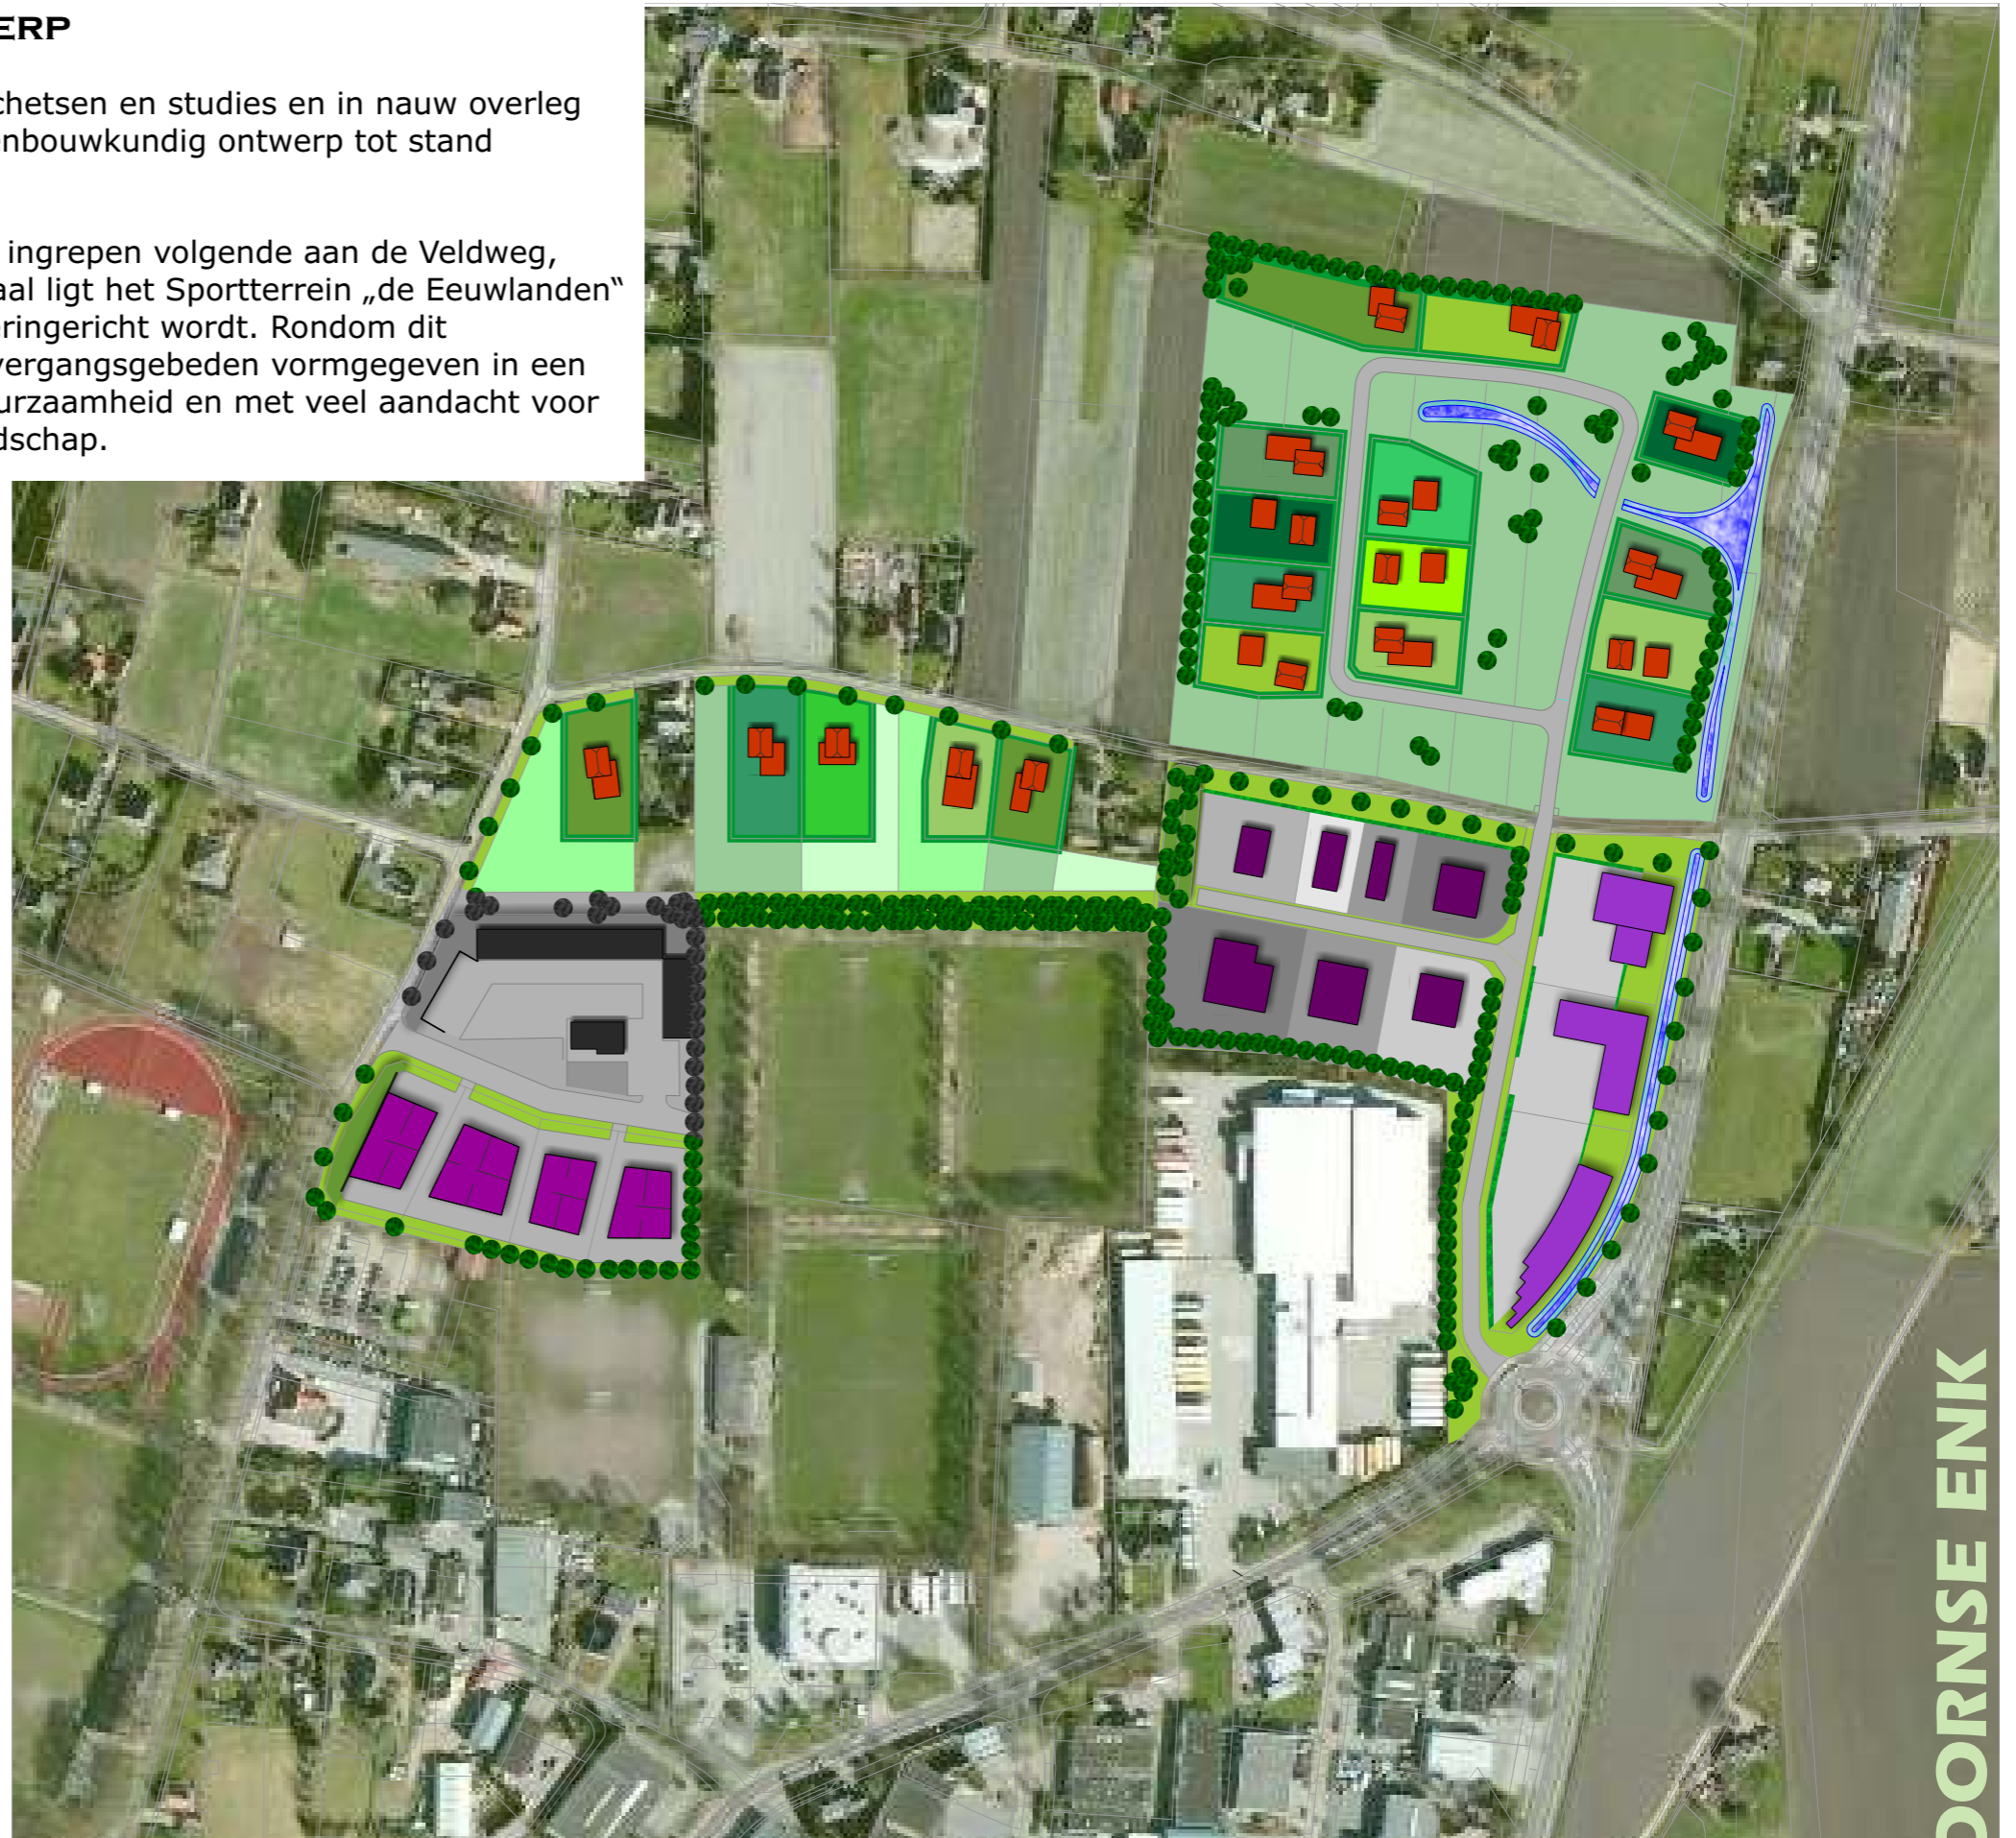 ERP
chetsen en studies en in nauw overleg
enbouwkundig ontwerp tot stand
ingrepen volgende aan de Veldweg,
aal ligt het Sportterrein „de Eeuwlanden“
eringericht wordt. Rondom dit
vergangsgebeden vormgegeven in een
urzaamheid en met veel aandacht voor
dschap.
OORNSE ENK